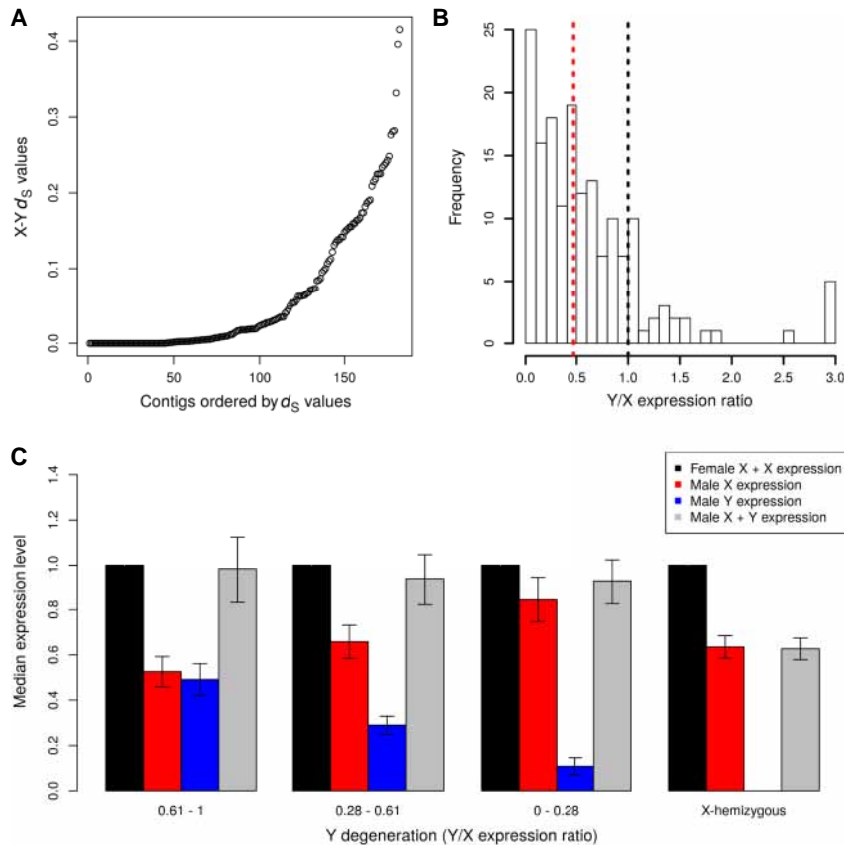 A
X-Y dS values
0.0
0.1
0.2
0.3
0.4
0
50
100
150
Contigs ordered by dS values
B
Frequency
0
5
10
15
20
25
0.0
0.5
1.0
1.5
2.0
2.5
3.0
Y/X expression ratio
C
Median expression level
0.0
0.2
0.4
0.6
0.8
1.0
1.2
1.4
Female X + X expression
Male X expression
Male Y expression
Male X + Y expression
0.61 - 1
0.28 - 0.61
0 - 0.28
X-hemizygous
Y degeneration (Y/X expression ratio)